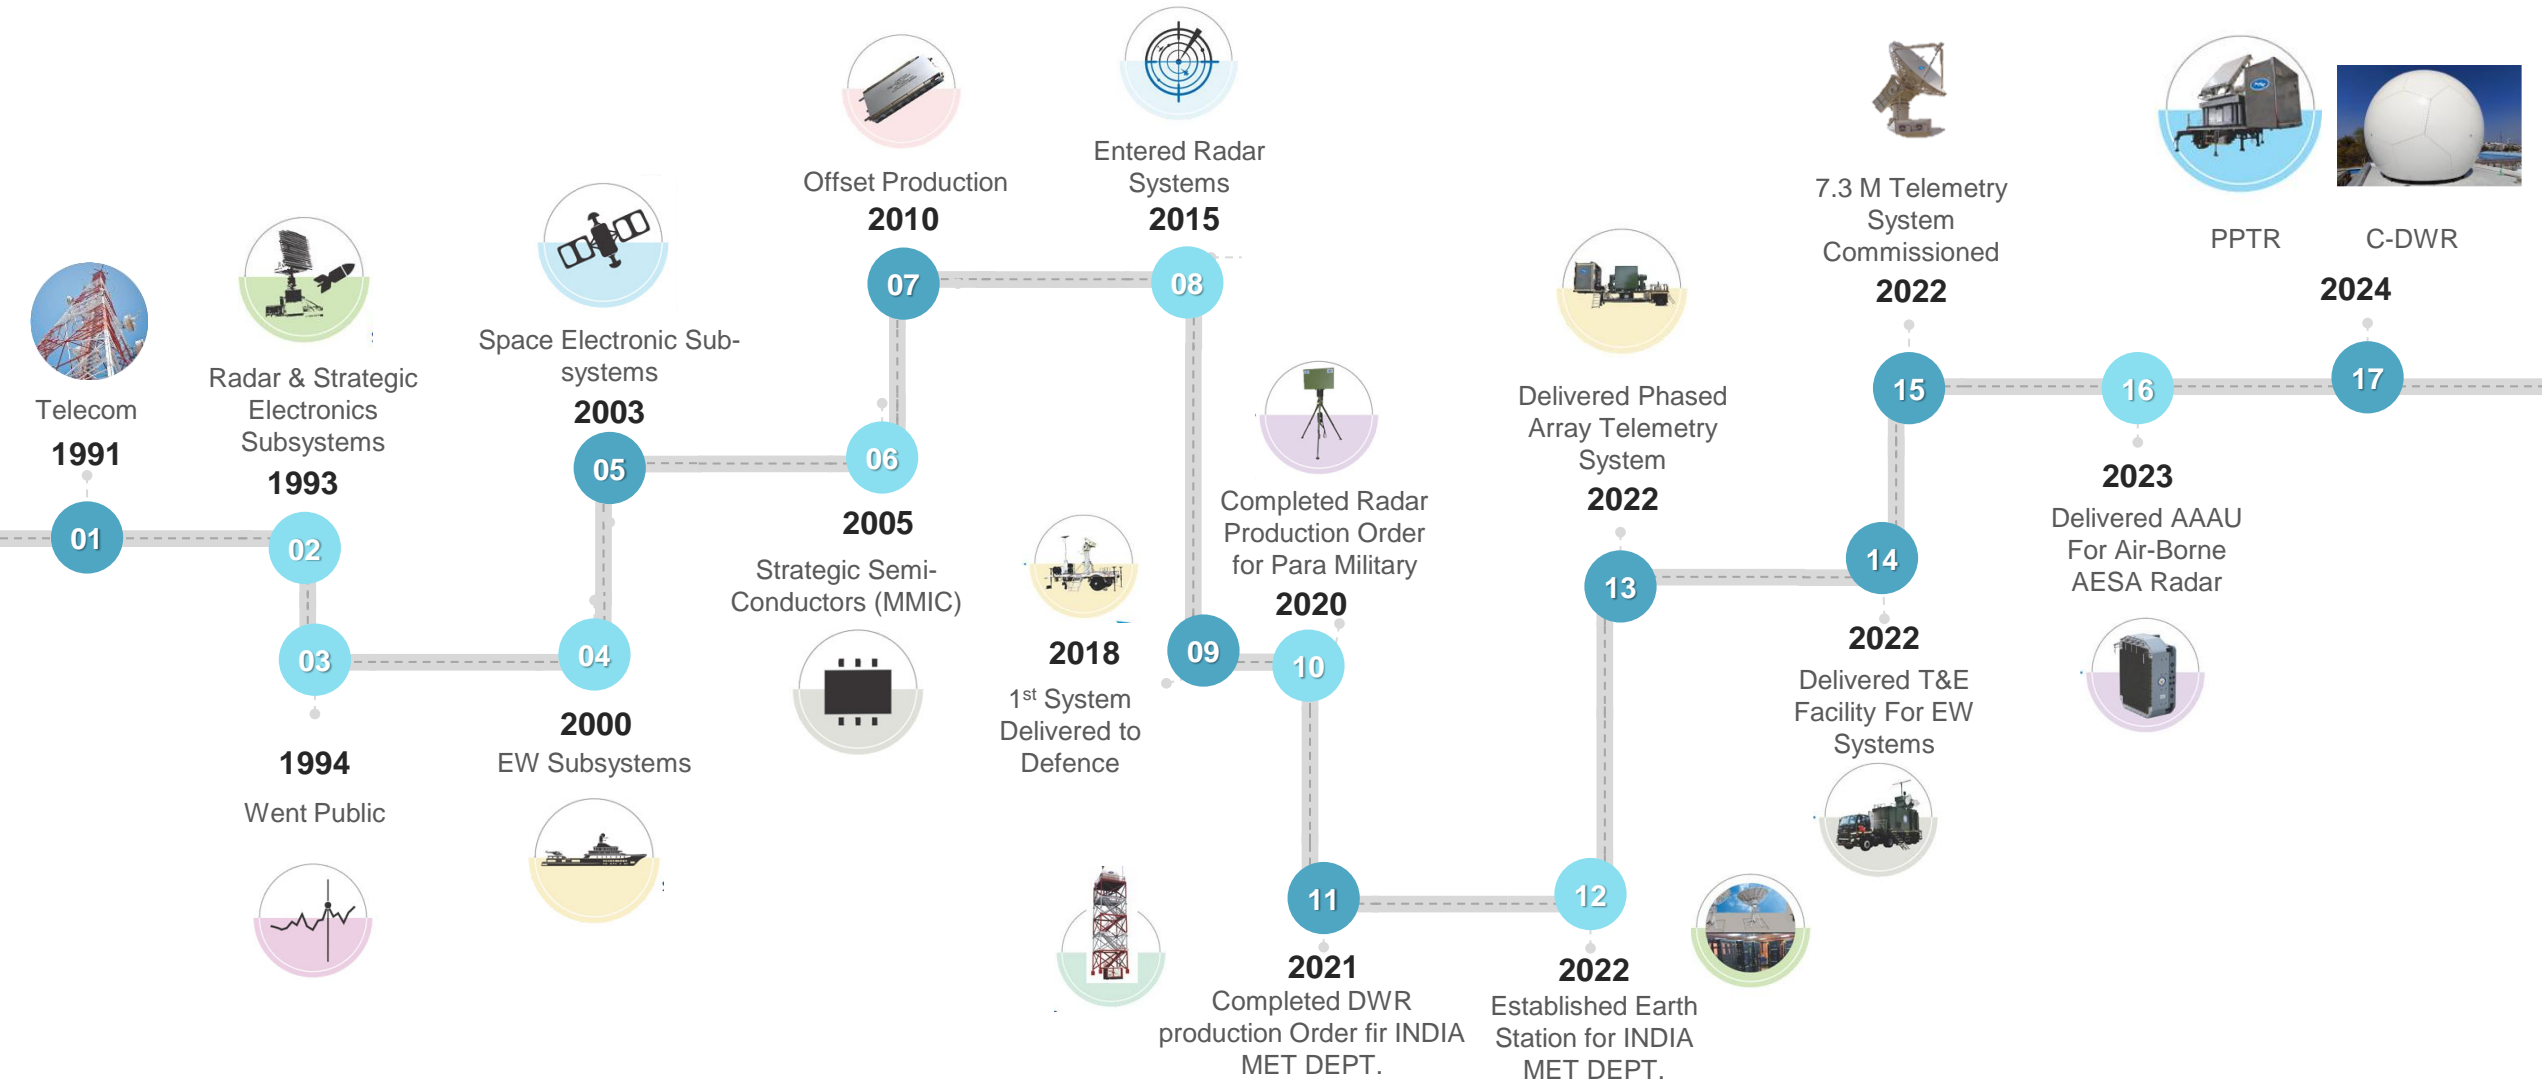 Telecom
1991
01
Radar & Strategic
Electronics
Subsystems
1993
02
03
1994
Went Public
04
2000
EW Subsystems
Space Electronic Sub-
systems
2003
05
06
2005
Strategic Semi-
Conductors (MMIC)
Offset Production
2010
07
Entered Radar
Systems
2015
08
09
2018
1st System
Delivered to
Defence
Completed Radar
Production Order
for Para Military
2020
10
11
2021
Completed DWR
production Order fir INDIA
MET DEPT.
12
2022
Established Earth
Station for INDIA
MET DEPT.
Delivered Phased
Array Telemetry
System
2022
13
14
2022
Delivered T&E
Facility For EW
Systems
7.3 M Telemetry
System
Commissioned
2022
15
16
2023
Delivered AAAU
For Air-Borne
AESA Radar
PPTR
C-DWR
2024
17